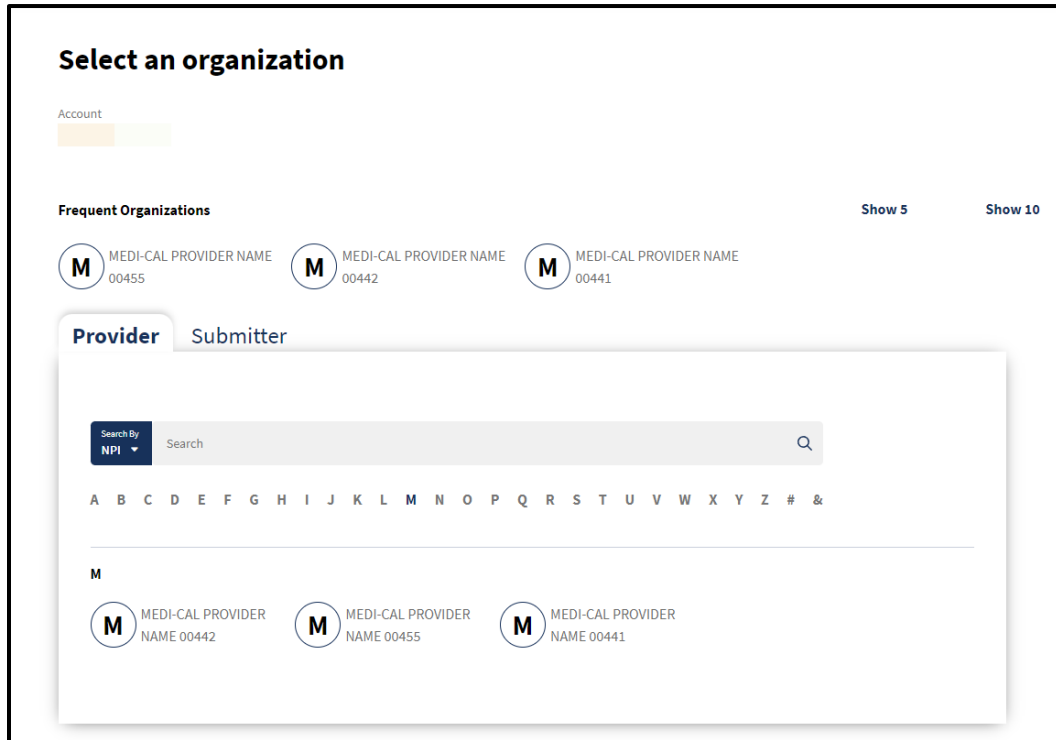 Select an organization
Account
Frequent Organizations
Show 5
Show 10
M
MEDI-CAL PROVIDER NAME
00455
M
MEDI-CAL PROVIDER NAME
00442
M
MEDI-CAL PROVIDER NAME
00441
Provider
Submitter
Search By
NPI
Search
A B C D E F G H I J K L M N O P Q R S T U V W X Y Z # &
M
M
MEDI-CAL PROVIDER
NAME 00442
M
MEDI-CAL PROVIDER
NAME 00455
M
MEDI-CAL PROVIDER
NAME 00441